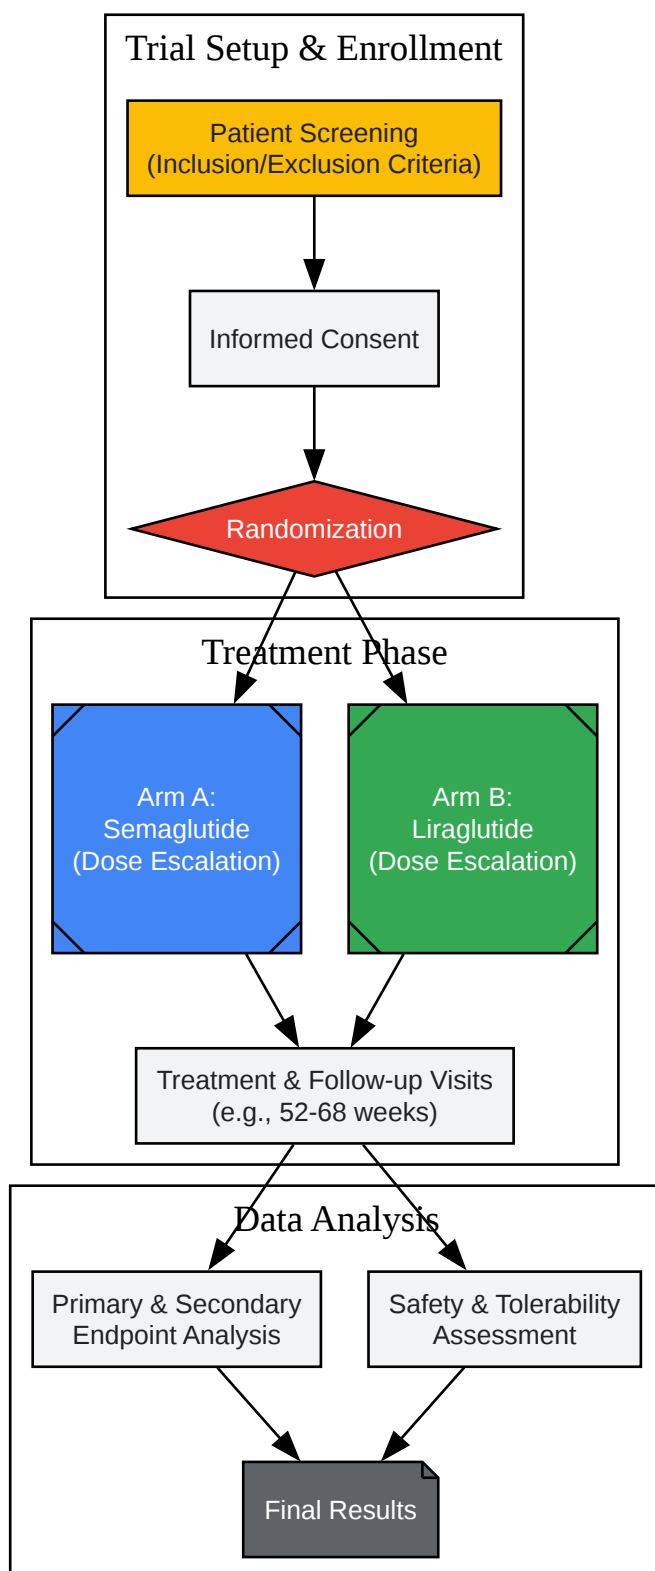 Trial Setup & Enrollment
Patient Screening
(Inclusion/Exclusion Criteria)
Informed Consent
Randomization
Treatment Phase
Arm A:
Semaglutide
(Dose Escalation)
Arm B:
Liraglutide
(Dose Escalation)
Treatment & Follow-up Visits
(e.g., 52-68 weeks)
Data Analysis
Primary & Secondary
Endpoint Analysis
Safety & Tolerability
Assessment
Final Results